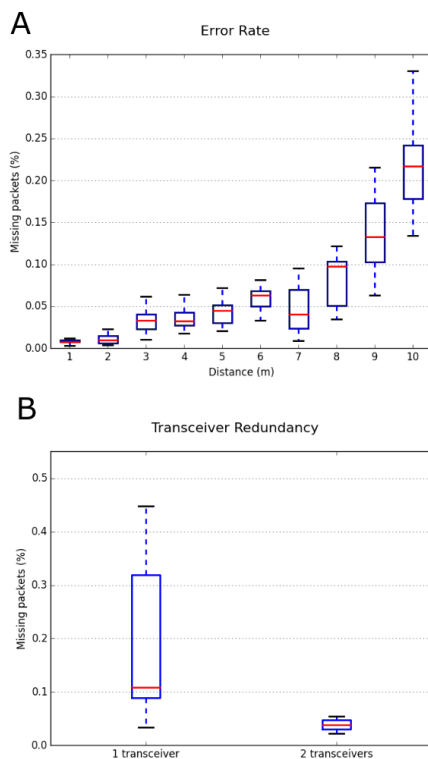 A
Error Rate
0.35
0.30
0.25
0.20
0.15
0.10
0.05
0.00
Missing packets (%)
1 2 3 4 5 6 7 8 9 10
Distance (m)
B
Transceiver Redundancy
0.5
0.4
0.3
0.2
0.1
0.0
Missing packets (%)
1 transceiver 2 transceivers